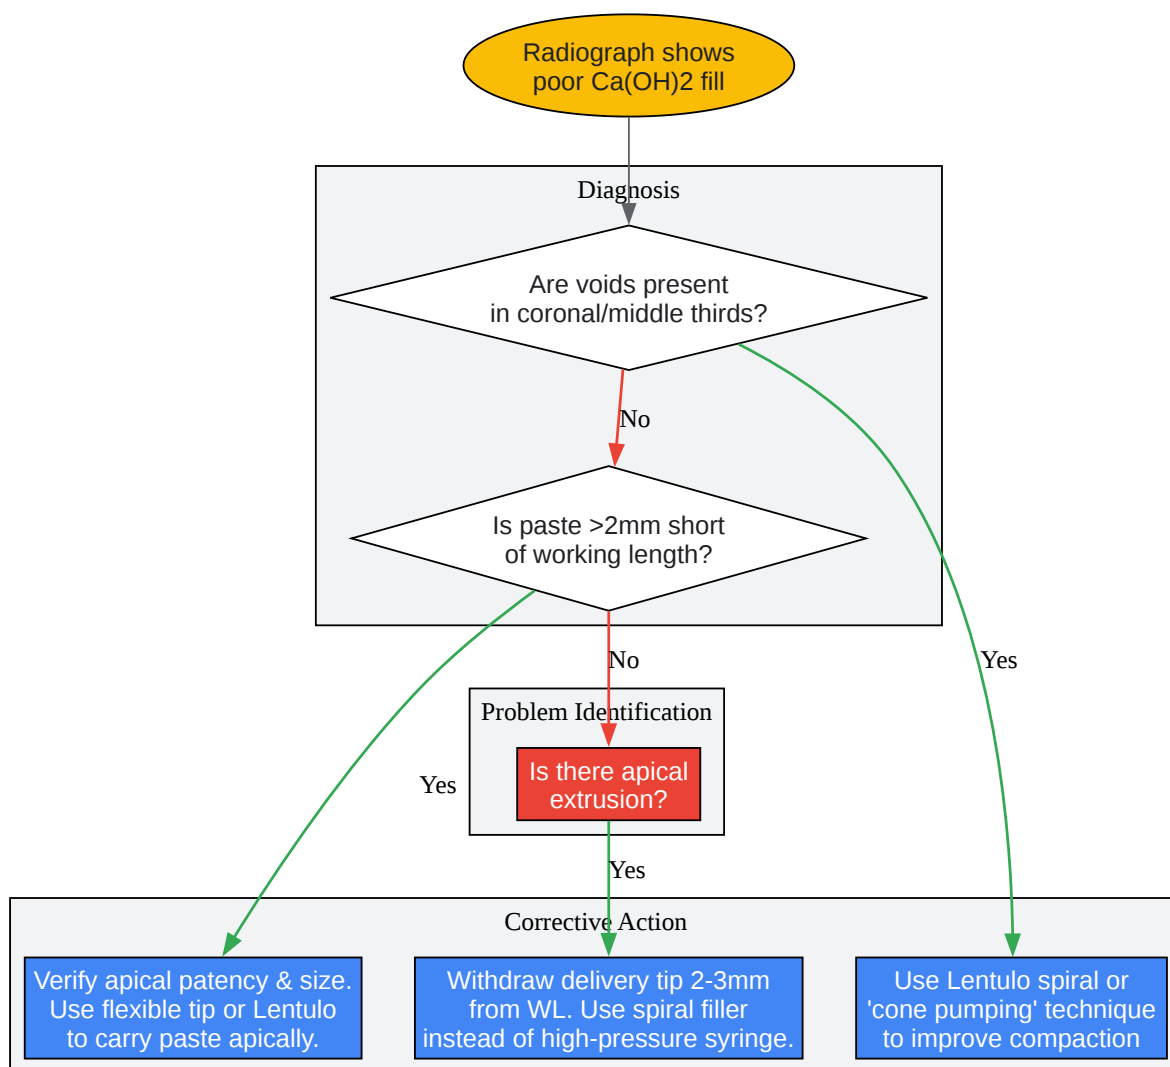 Radiograph shows
poor Ca(OH)2 fill
Diagnosis
Are voids present
in coronal/middle thirds?
No
Is paste >2mm short
of working length?
No
Yes
Problem Identification
Is there apical
extrusion?
Yes
Yes
Corrective Action
Verify apical patency & size.
Use flexible tip or Lentulo
to carry paste apically.
Withdraw delivery tip 2-3mm
from WL. Use spiral filler
instead of high-pressure syringe.
Use Lentulo spiral or
'cone pumping' technique
to improve compaction